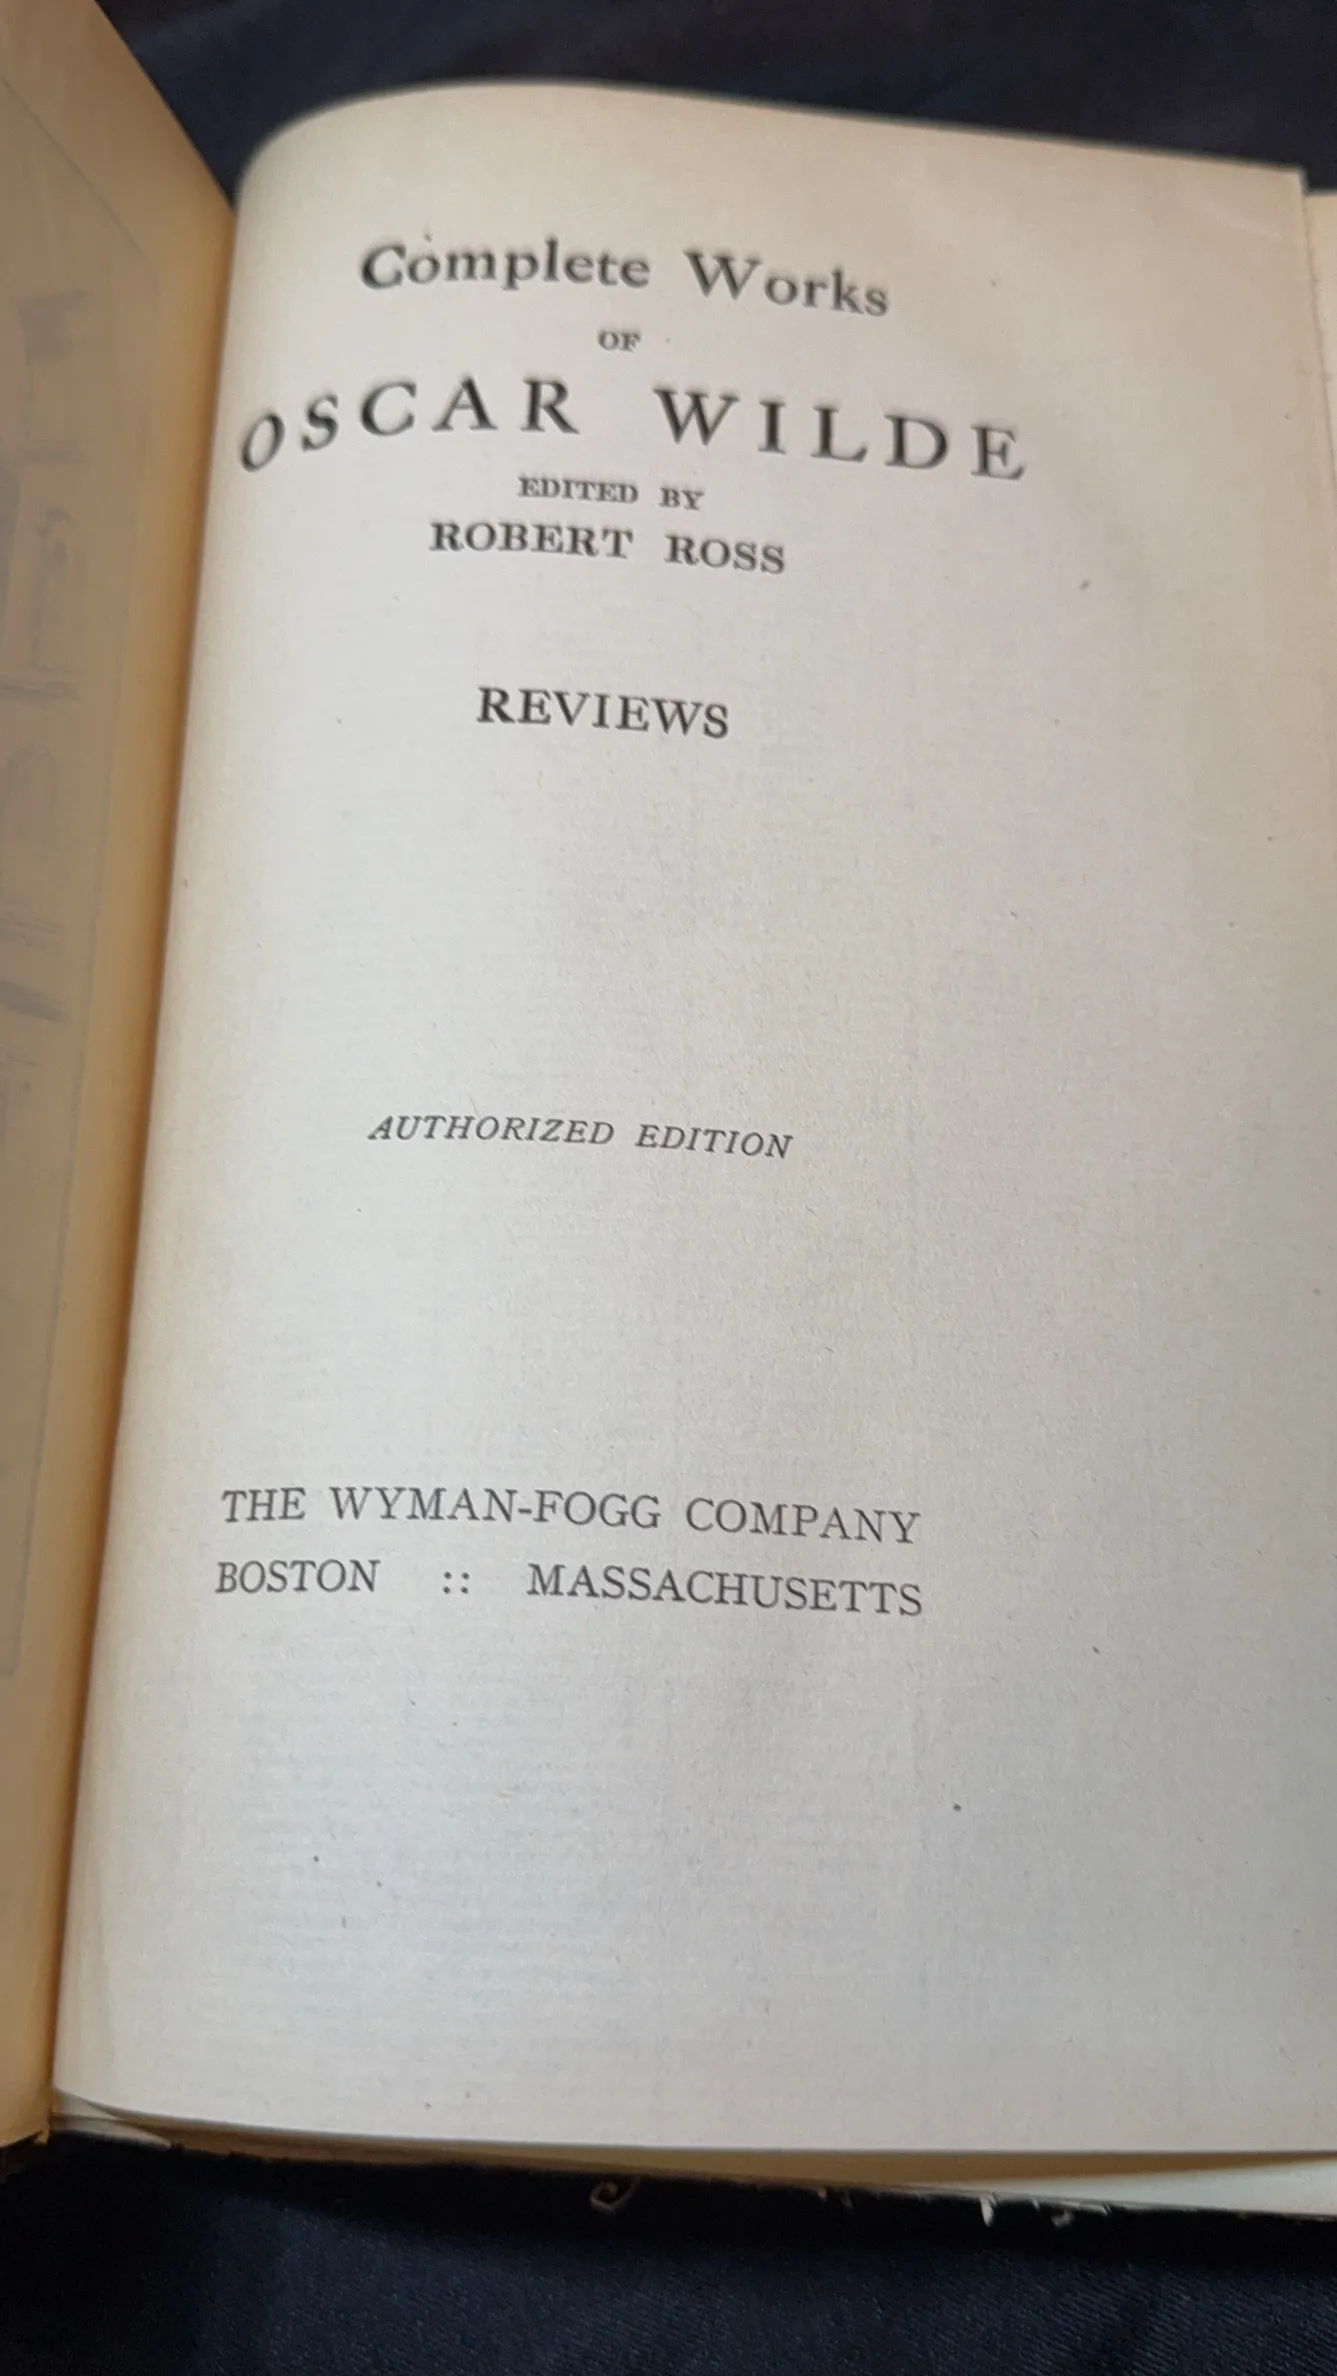 Complete Works
OF
OSCAR WILDE
EDITED BY
ROBERT ROSS
REVIEWS
AUTHORIZED EDITION
THE WYMAN-FOGG COMPANY
BOSTON :: MASSACHUSETTS